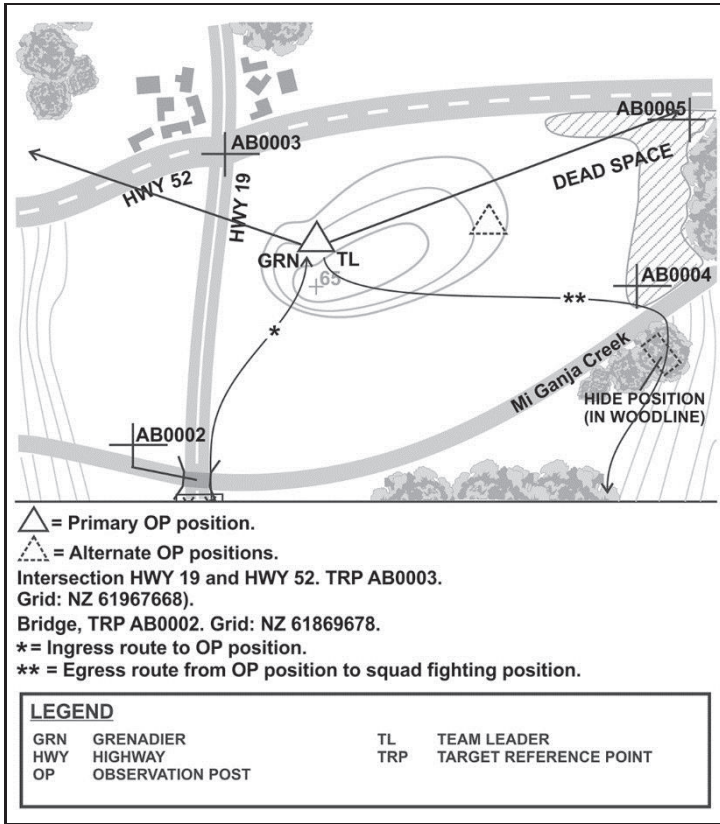 AB0005
AB0003
DEAD SPACE
HWY 52
HWY 19
GRN TL
65
AB0004
*
**
Mi Ganja Creek
HIDE POSITION
(IN WOODLINE)
AB0002
= Primary OP position.
= Alternate OP positions.
Intersection HWY 19 and HWY 52. TRP AB0003.
Grid: NZ 61967668).
Bridge, TRP AB0002. Grid: NZ 61869678.
* = Ingress route to OP position.
** = Egress route from OP position to squad fighting position.
LEGEND
GRN GRENADIER TL TEAM LEADER
HWY HIGHWAY TRP TARGET REFERENCE POINT
OP OBSERVATION POST